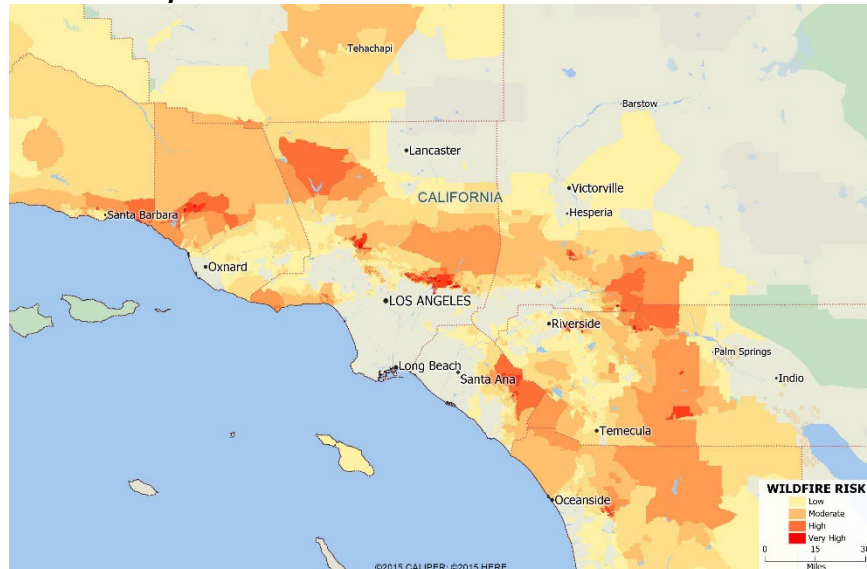 Tehachapi
Barstow
Lancaster
Victorville
CALIFORNIA
Hesperia
Santa Barbara
Oxnard
LOS ANGELES
Riverside
Palm Springs
Long Beach
Santa Ana
Indio
Temecula
Oceanside
WILDFIRE RISK
Low
Moderate
High
Very High
0 15 30
Miles
©2015 CALIPER; ©2015 HERE